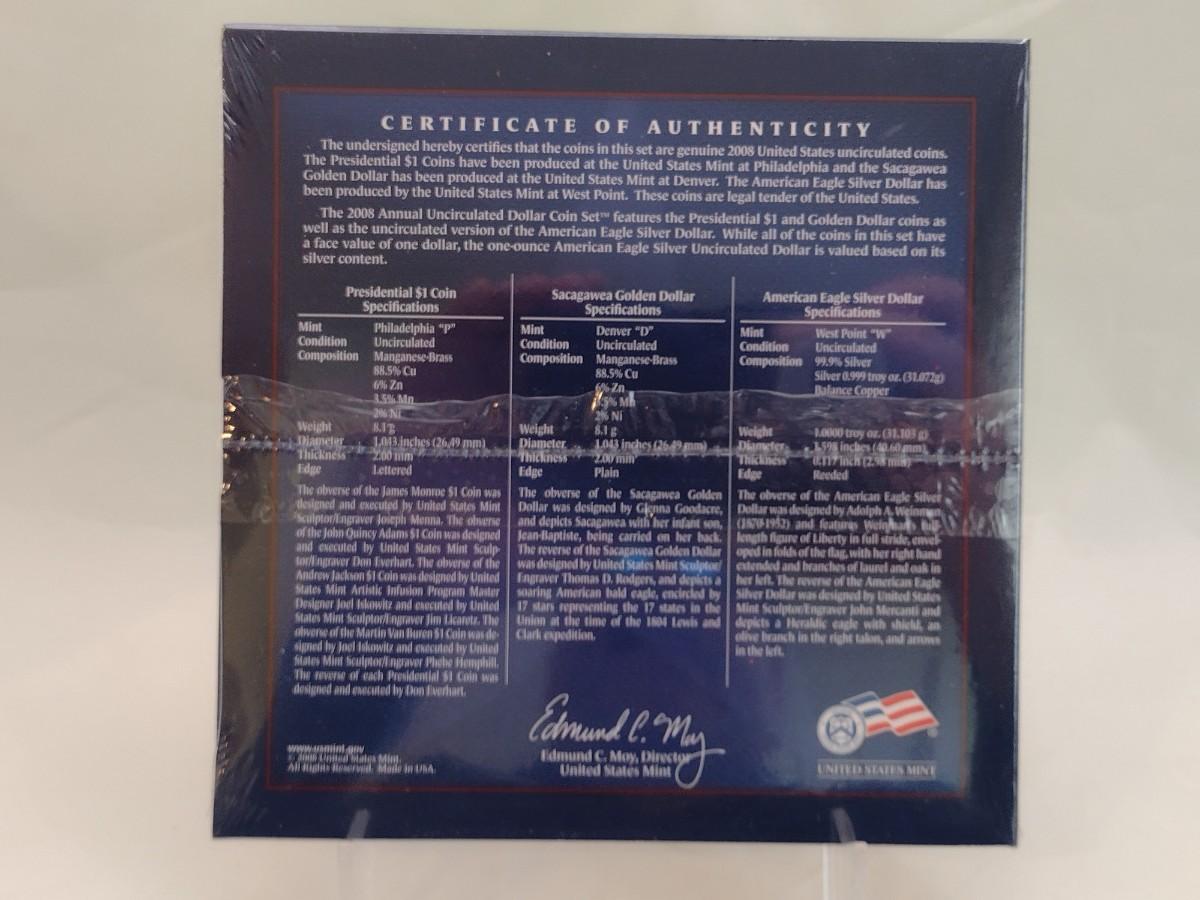 CERTIFICATE OF AUTHENTICITY
The undersigned hereby certifies that the coins in this set are genuine 2008 United States uncirculated coins.
The Presidential $1 Coins have been produced at the United States Mint at Philadelphia and the Sacagawea
Golden Dollar has been produced at the United States Mint at Denver. The American Eagle Silver Dollar has
been produced by the United States Mint at West Point. These coins are legal tender of the United States.
The 2008 Annual Uncirculated Dollar Coin Set™ features the Presidential $1 and Golden Dollar coins as
well as the uncirculated version of the American Eagle Silver Dollar. While all of the coins in this set have
a face value of one dollar, the one-ounce American Eagle Silver Uncirculated Dollar is valued based on its
silver content.
Presidential $1 Coin
Specifications
Mint Philadelphia "P"
Condition Uncirculated
Composition Manganese-Brass
88.5% Cu
6% Zn
3.5% Mn
2% Ni
Weight 8.1 g
Diameter 1.043 inches (26.49 mm)
Thickness 2.00 mm
Edge Lettered
The obverse of the James Monroe $1 Coin was
designed and executed by United States Mint
Sculptor/Engraver Joseph Menna. The obverse
of the John Quincy Adams $1 Coin was designed
and executed by United States Mint Sculp-
tor/Engraver Don Everhart. The obverse of the
Andrew Jackson $1 Coin was designed by United
States Mint Artistic Infusion Program Master
Designer Joel Iskowitz and executed by United
States Mint Sculptor/Engraver Jim Licaretz. The
obverse of the Martin Van Buren $1 Coin was de-
signed by Joel Iskowitz and executed by United
States Mint Sculptor/Engraver Phebe Hemphill.
The reverse of each Presidential $1 Coin was
designed and executed by Don Everhart.
Sacagawea Golden Dollar
Specifications
Mint Denver "D"
Condition Uncirculated
Composition Manganese-Brass
88.5% Cu
6% Zn
3.5% Mn
2% Ni
Weight 8.1 g
Diameter 1.043 inches (26.49 mm)
Thickness 2.00 mm
Edge Plain
The obverse of the Sacagawea Golden
Dollar was designed by Glenna Goodacre,
and depicts Sacagawea with her infant son,
Jean-Baptiste, being carried on her back.
The reverse of the Sacagawea Golden Dollar
was designed by United States Mint Sculptor/
Engraver Thomas D. Rodgers, and depicts a
soaring American bald eagle, encircled by
17 stars representing the 17 states in the
Union at the time of the 1804 Lewis and
Clark expedition.
American Eagle Silver Dollar
Specifications
Mint West Point "W"
Condition Uncirculated
Composition 99.9% Silver
Silver 0.999 troy oz. (31.072g)
Balance Copper
Weight 1.0000 troy oz. (31.103 g)
Diameter 1.598 inches (40.60 mm)
Thickness 0.117 inch (2.98 mm)
Edge Reeded
The obverse of the American Eagle Silver
Dollar was designed by Adolph A. Weinman
(1870-1952) and features Weinman's full-
length figure of Liberty in full stride, envel-
oped in folds of the flag, with her right hand
extended and branches of laurel and oak in
her left. The reverse of the American Eagle
Silver Dollar was designed by United States
Mint Sculptor/Engraver John Mercanti and
depicts a Heraldic eagle with shield, an
olive branch in the right talon, and arrows
in the left.
www.usmint.gov
© 2008 United States Mint.
All Rights Reserved. Made in USA.
Edmund C. Moy
Edmund C. Moy, Director
United States Mint
UNITED STATES MINT